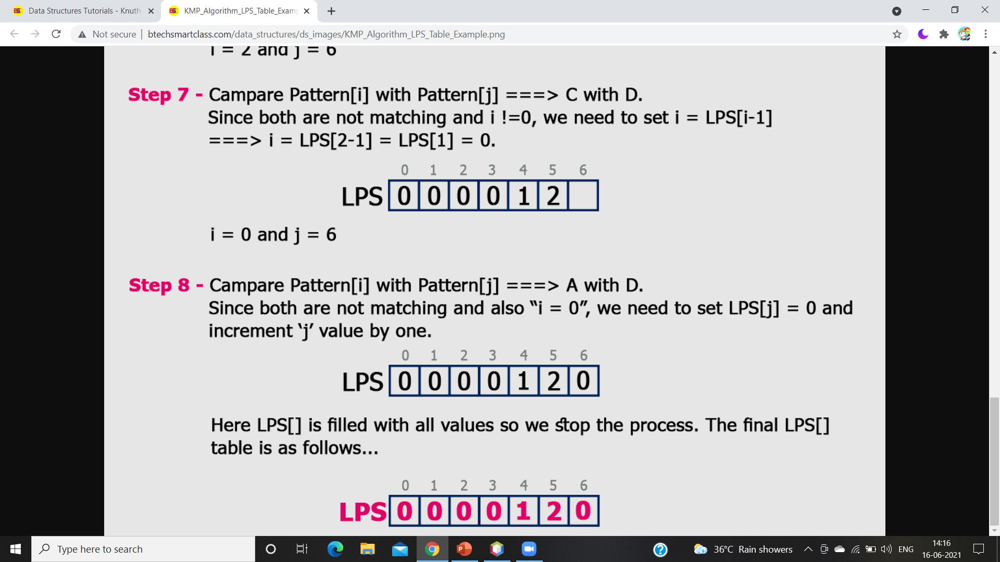 Data Structures Tutorials - Knuth-
KMP_Algorithm_LPS_Table_Exam
Not secure
btechsmartclass.com/data_structures/ds_images/KMP_Algorithm_LPS_Table_Example.png
i = 2 and j = 6
Step 7 - Campare Pattern[i] with Pattern[j] ===> C with D.
Since both are not matching and i !=0, we need to set i = LPS[i-1]
===> i = LPS[2-1] = LPS[1] = 0.
0 1 2 3 4 5 6
LPS 0 0 0 0 1 2
i = 0 and j = 6
Step 8 - Campare Pattern[i] with Pattern[j] ===> A with D.
Since both are not matching and also “i = 0”, we need to set LPS[j] = 0 and
increment ‘j’ value by one.
0 1 2 3 4 5 6
LPS 0 0 0 0 1 2 0
Here LPS[] is filled with all values so we stop the process. The final LPS[]
table is as follows...
0 1 2 3 4 5 6
LPS 0 0 0 0 1 2 0
Type here to search
36°C Rain showers
ENG
14:16
16-06-2021